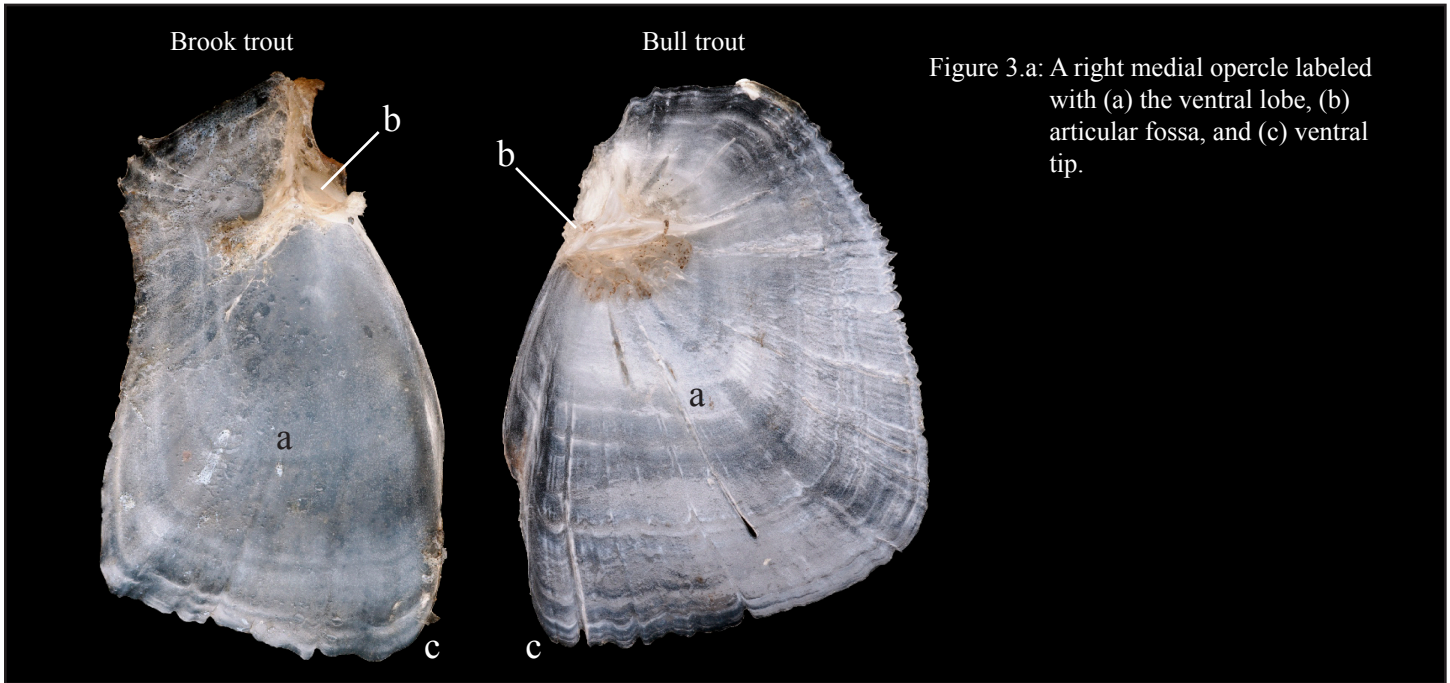 Brook trout
Bull trout
Figure 3.a: A right medial opercle labeled
with (a) the ventral lobe, (b)
articular fossa, and (c) ventral
tip.
b
b
a
a
c
c